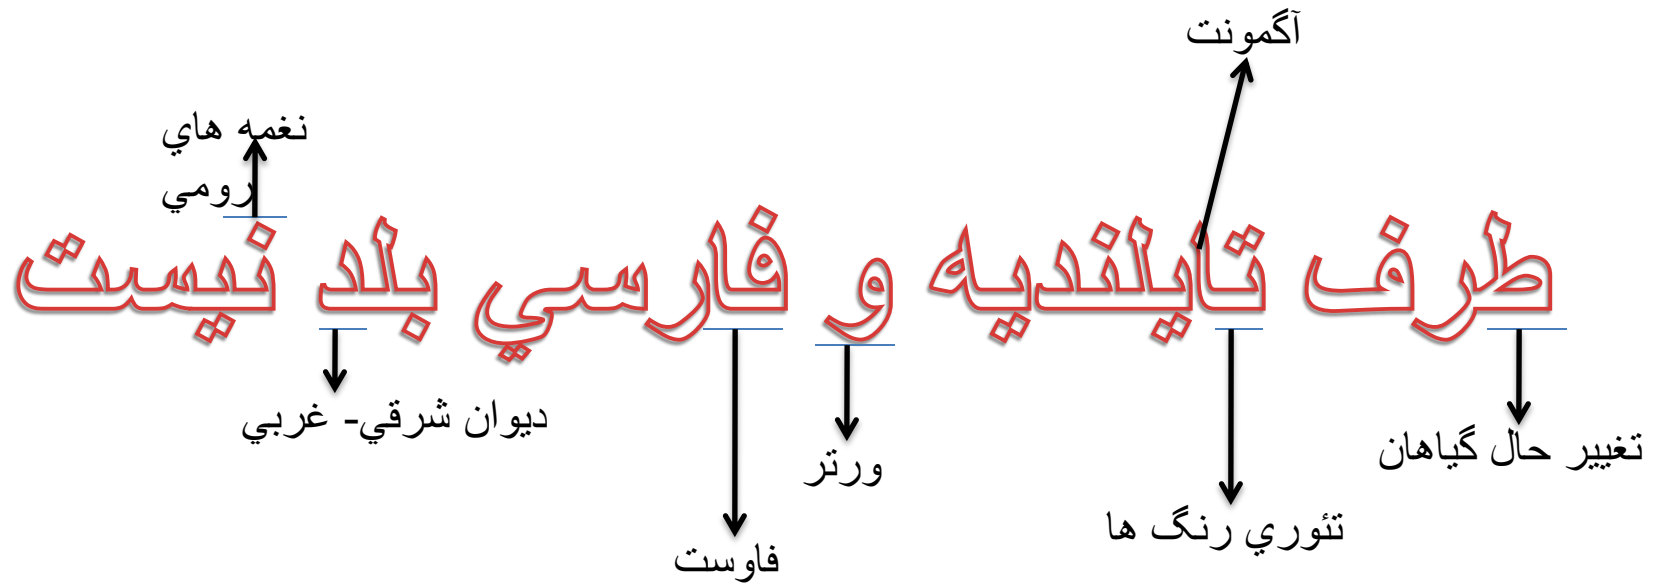 آگمونت
نغمه هاي
رومي
طرف تايلنديه و فارسي بلد نيست
ديوان شرقي- غربي
تغيير حال گياهان
ورتر
تئوري رنگ ها
فاوست